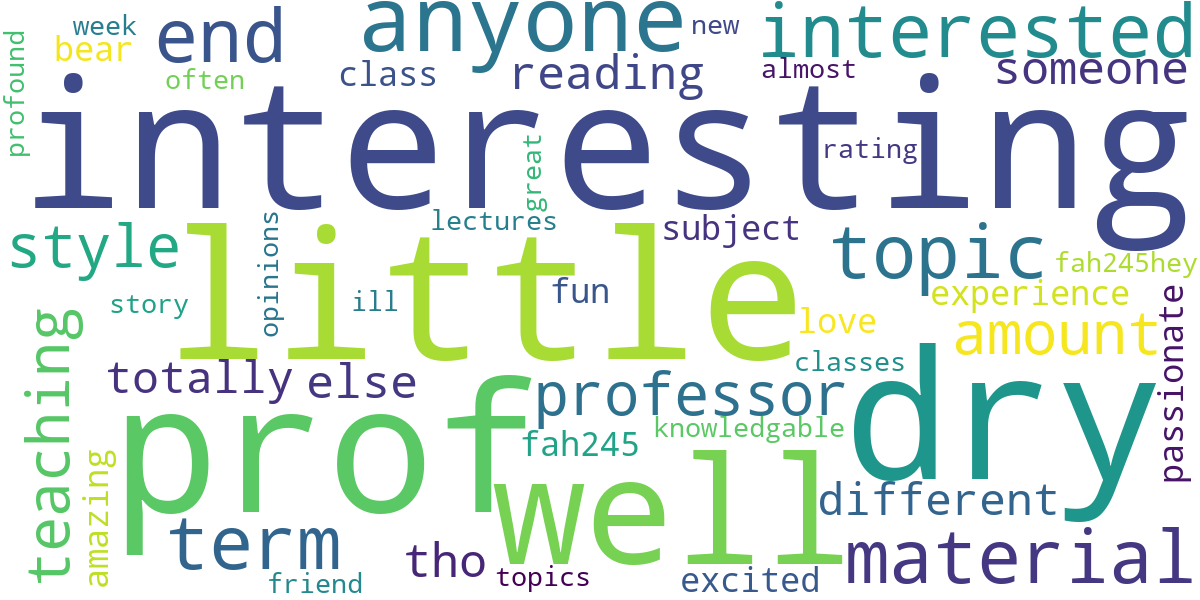 week
end
anyone
new
interested
bear
often
class
reading
almost
someone
profound
interesting
great
rating
style
opinions
lectures
subject
topic
little
fah245hey
story
ill
fun
experience
love
amount
passionate
teaching
totally
else
professor
classes
dry
prof
fah245
knowledgable
well
amazing
different
term
tho
topics
excited
material
friend